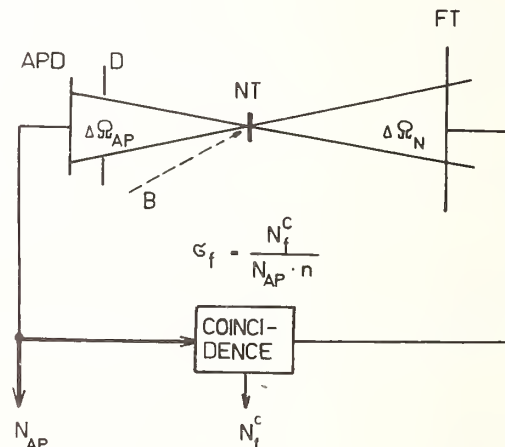 FT
APD D
NT
ΔΩ_AP
ΔΩ_N
B
σ_f = N_f^c / N_AP · n
COINCI-
DENCE
N_AP
N_f^c